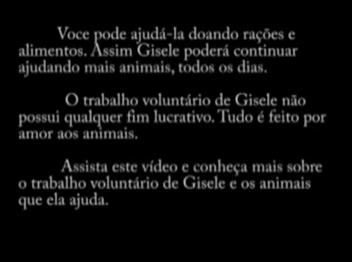 Voce pode ajudá-la doando rações e
alimentos. Assim Gisele poderá continuar
ajudando mais animais, todos os dias.
O trabalho voluntário de Gisele não
possui qualquer fim lucrativo. Tudo é feito por
amor aos animais.
Assista este vídeo e conheça mais sobre
o trabalho voluntário de Gisele e os animais
que ela ajuda.